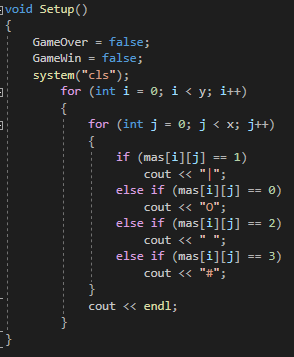 void Setup()
{
    GameOver = false;
    GameWin = false;
    system("cls");
        for (int i = 0; i < y; i++)
        {
            for (int j = 0; j < x; j++)
            {
                if (mas[i][j] == 1)
                    cout << "|";
                else if (mas[i][j] == 0)
                    cout << "O";
                else if (mas[i][j] == 2)
                    cout << " ";
                else if (mas[i][j] == 3)
                    cout << "#";
            }
            cout << endl;
        }
}